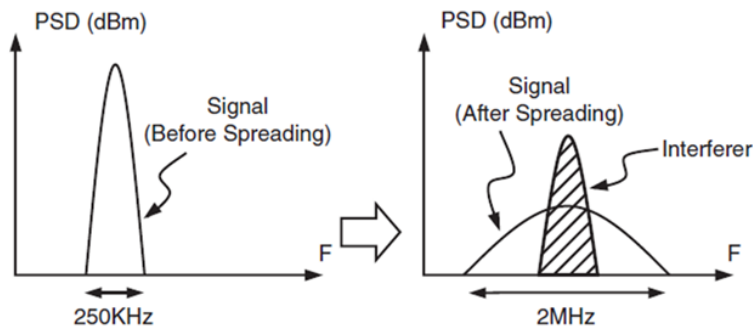 PSD (dBm)
Signal
(Before Spreading)
F
250KHz
PSD (dBm)
Signal
(After Spreading)
Interferer
F
2MHz